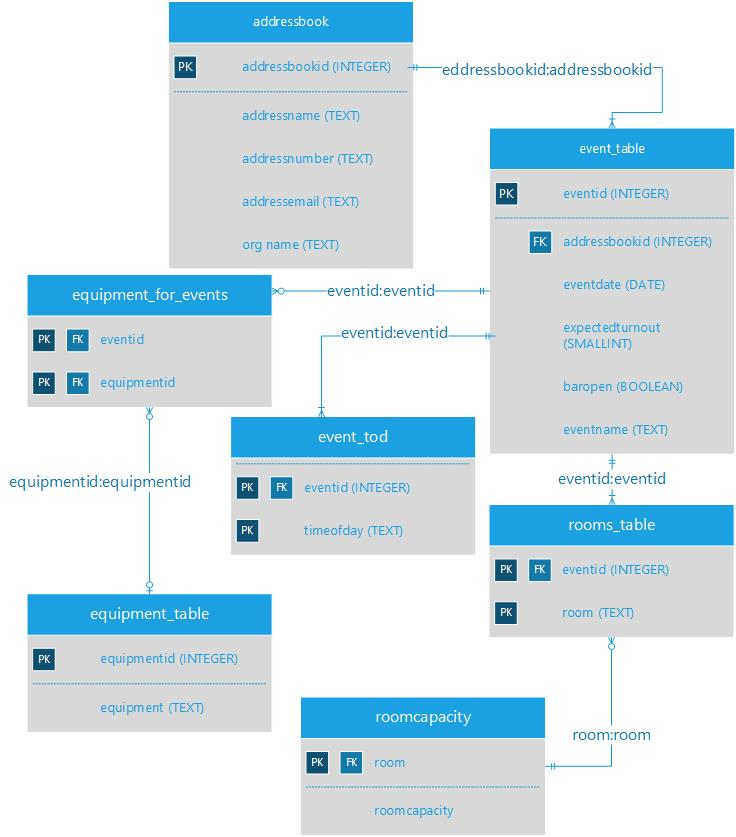 addressbook
PK addressbookid (INTEGER)
addressname (TEXT)
addressnumber (TEXT)
addressemail (TEXT)
org name (TEXT)
eddressbookid:addressbookid
event_table
PK eventid (INTEGER)
FK addressbookid (INTEGER)
eventdate (DATE)
expectedturnout
(SMALLINT)
baropen (BOOLEAN)
eventname (TEXT)
equipment_for_events
PK FK eventid
PK FK equipmentid
eventid:eventid
eventid:eventid
event_tod
PK FK eventid (INTEGER)
PK timeofday (TEXT)
equipmentid:equipmentid
eventid:eventid
rooms_table
PK FK eventid (INTEGER)
PK room (TEXT)
equipment_table
PK equipmentid (INTEGER)
equipment (TEXT)
roomcapacity
PK FK room
roomcapacity
room:room